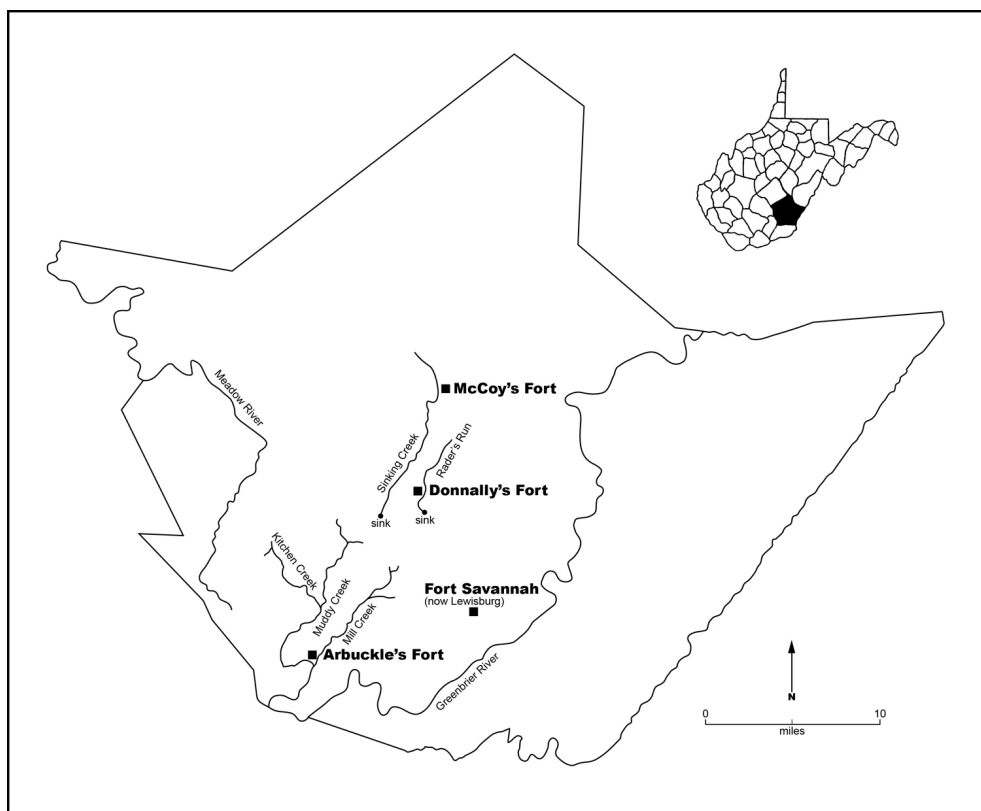 Meadow River
McCoy's Fort
Sinking Creek
Rader's Run
Donnally's Fort
sink
sink
Kitchen Creek
Muddy Creek
Mill Creek
Fort Savannah
(now Lewisburg)
Arbuckle's Fort
Greenbrier River
N
0 10
miles